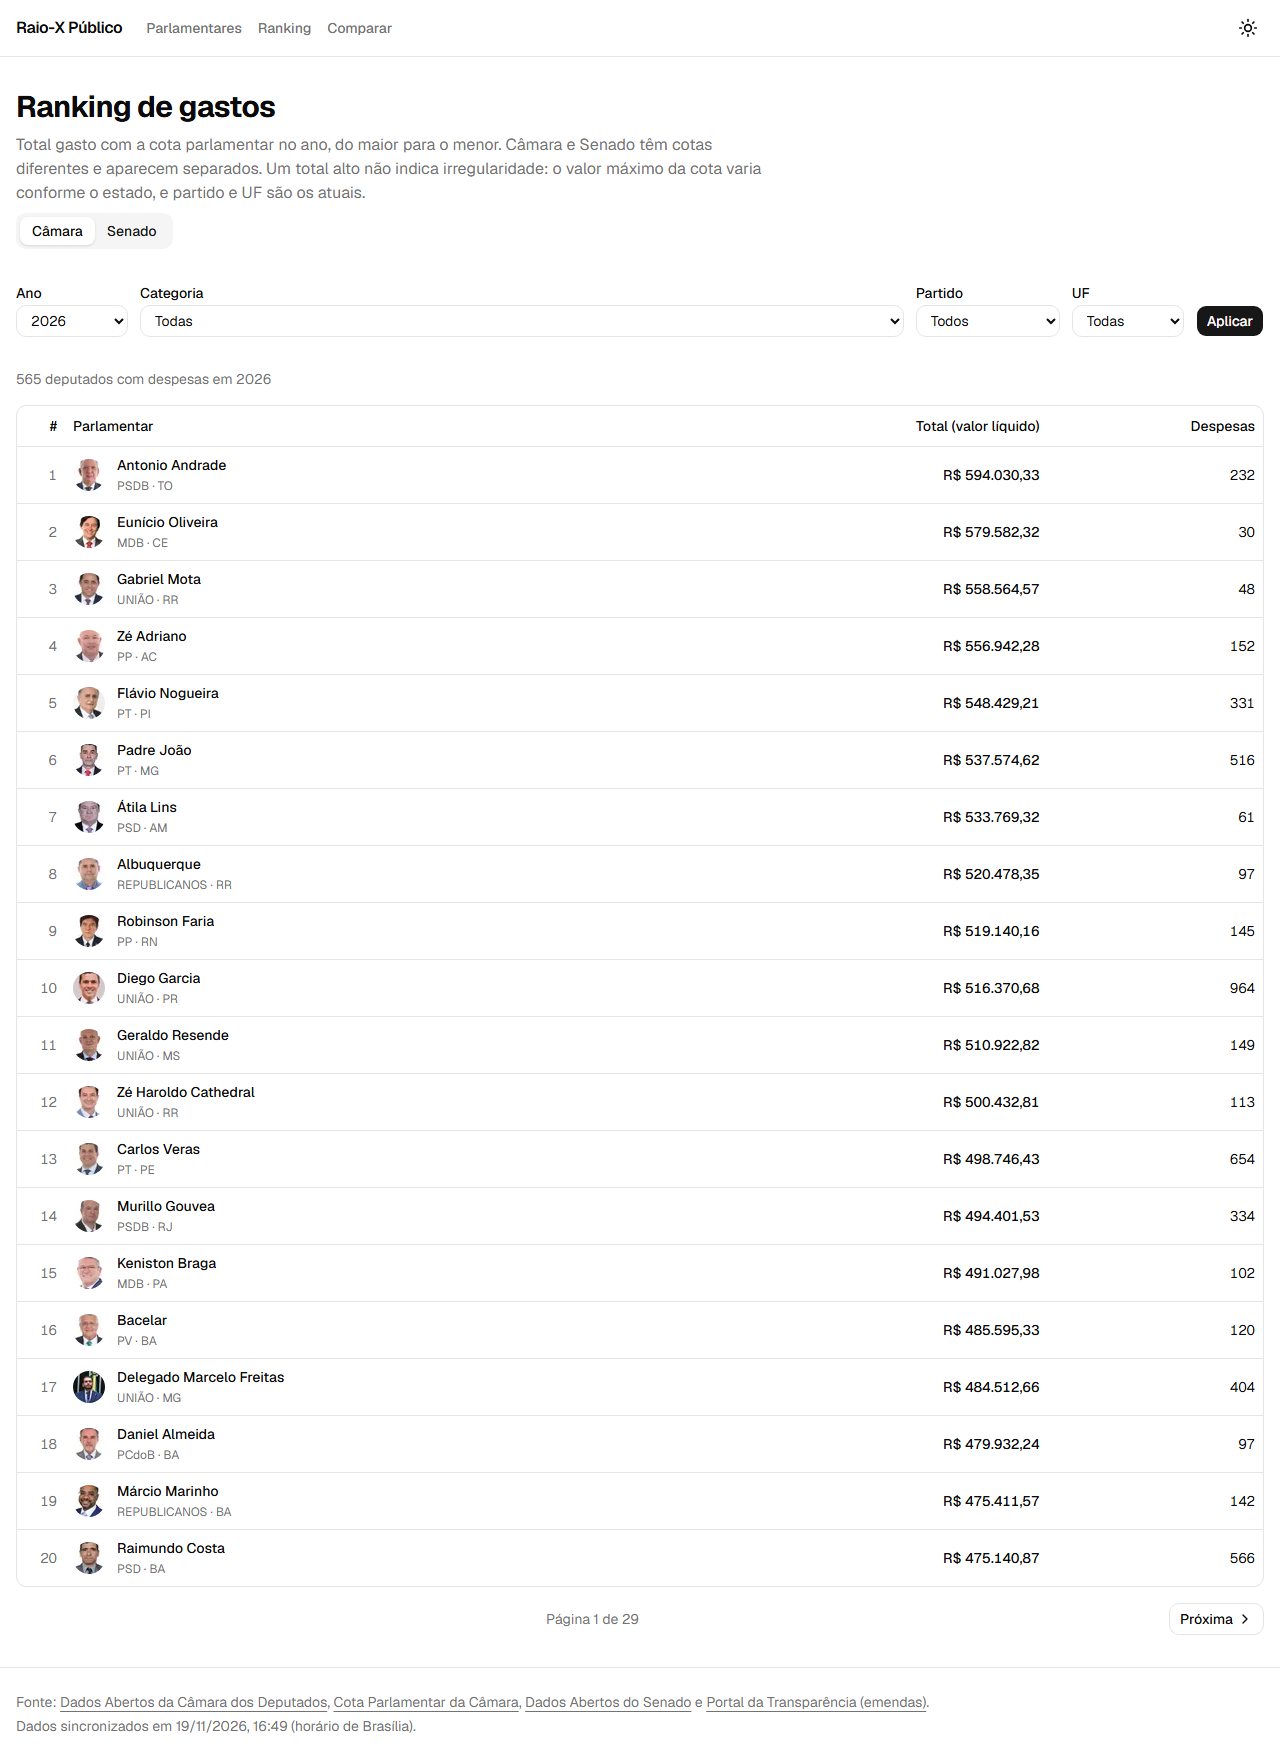 Raio-X Público Parlamentares Ranking Comparar
Ranking de gastos
Total gasto com a cota parlamentar no ano, do maior para o menor. Câmara e Senado têm cotas
diferentes e aparecem separados. Um total alto não indica irregularidade: o valor máximo da cota varia
conforme o estado, e partido e UF são os atuais.
Câmara Senado
Ano Categoria Partido UF
2026 Todas Todos Todas Aplicar
565 deputados com despesas em 2026
# Parlamentar Total (valor líquido) Despesas
1 Antonio Andrade R$ 594.030,33 232
PSDB · TO
2 Eunício Oliveira R$ 579.582,32 30
MDB · CE
3 Gabriel Mota R$ 558.564,57 48
UNIÃO · RR
4 Zé Adriano R$ 556.942,28 152
PP · AC
5 Flávio Nogueira R$ 548.429,21 331
PT · PI
6 Padre João R$ 537.574,62 516
PT · MG
7 Átila Lins R$ 533.769,32 61
PSD · AM
8 Albuquerque R$ 520.478,35 97
REPUBLICANOS · RR
9 Robinson Faria R$ 519.140,16 145
PP · RN
10 Diego Garcia R$ 516.370,68 964
UNIÃO · PR
11 Geraldo Resende R$ 510.922,82 149
UNIÃO · MS
12 Zé Haroldo Cathedral R$ 500.432,81 113
UNIÃO · RR
13 Carlos Veras R$ 498.746,43 654
PT · PE
14 Murillo Gouvea R$ 494.401,53 334
PSDB · RJ
15 Keniston Braga R$ 491.027,98 102
MDB · PA
16 Bacelar R$ 485.595,33 120
PV · BA
17 Delegado Marcelo Freitas R$ 484.512,66 404
UNIÃO · MG
18 Daniel Almeida R$ 479.932,24 97
PCdoB · BA
19 Márcio Marinho R$ 475.411,57 142
REPUBLICANOS · BA
20 Raimundo Costa R$ 475.140,87 566
PSD · BA
Página 1 de 29 Próxima
Fonte: Dados Abertos da Câmara dos Deputados, Cota Parlamentar da Câmara, Dados Abertos do Senado e Portal da Transparência (emendas).
Dados sincronizados em 19/11/2026, 16:49 (horário de Brasília).